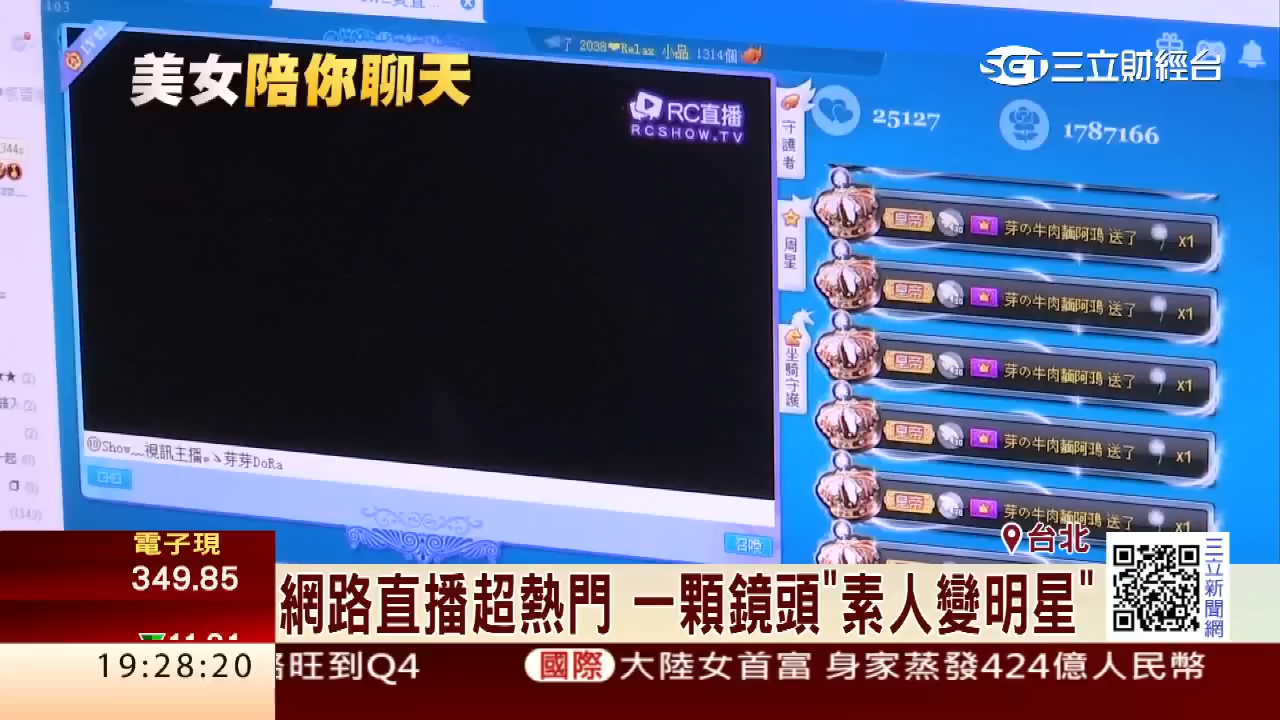 美女陪你聊天
2038❤Relax 小品 1314個
RC直播
RCSHOW.TV
SET 三立財經台
守護者
周星
坐騎守護
25127
1787166
皇帝 芽の牛肉麵阿鴻 送了 x1
皇帝 芽の牛肉麵阿鴻 送了 x1
皇帝 芽の牛肉麵阿鴻 送了 x1
皇帝 芽の牛肉麵阿鴻 送了 x1
皇帝 芽の牛肉麵阿鴻 送了 x1
⑩Show﹏視訊主播。ヽ芽芽DoRa
召喚
台北
電子現
349.85
網路直播超熱門 一顆鏡頭"素人變明星"
三立新聞網
19:28:20
旺到Q4
國際 大陸女首富 身家蒸發424億人民幣